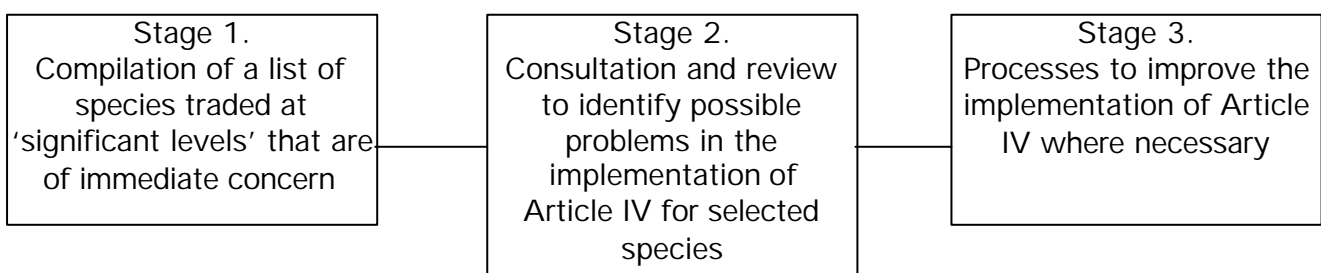 Stage 1.
Compilation of a list of
species traded at
‘significant levels’ that are
of immediate concern
Stage 2.
Consultation and review
to identify possible
problems in the
implementation of
Article IV for selected
species
Stage 3.
Processes to improve the
implementation of Article
IV where necessary